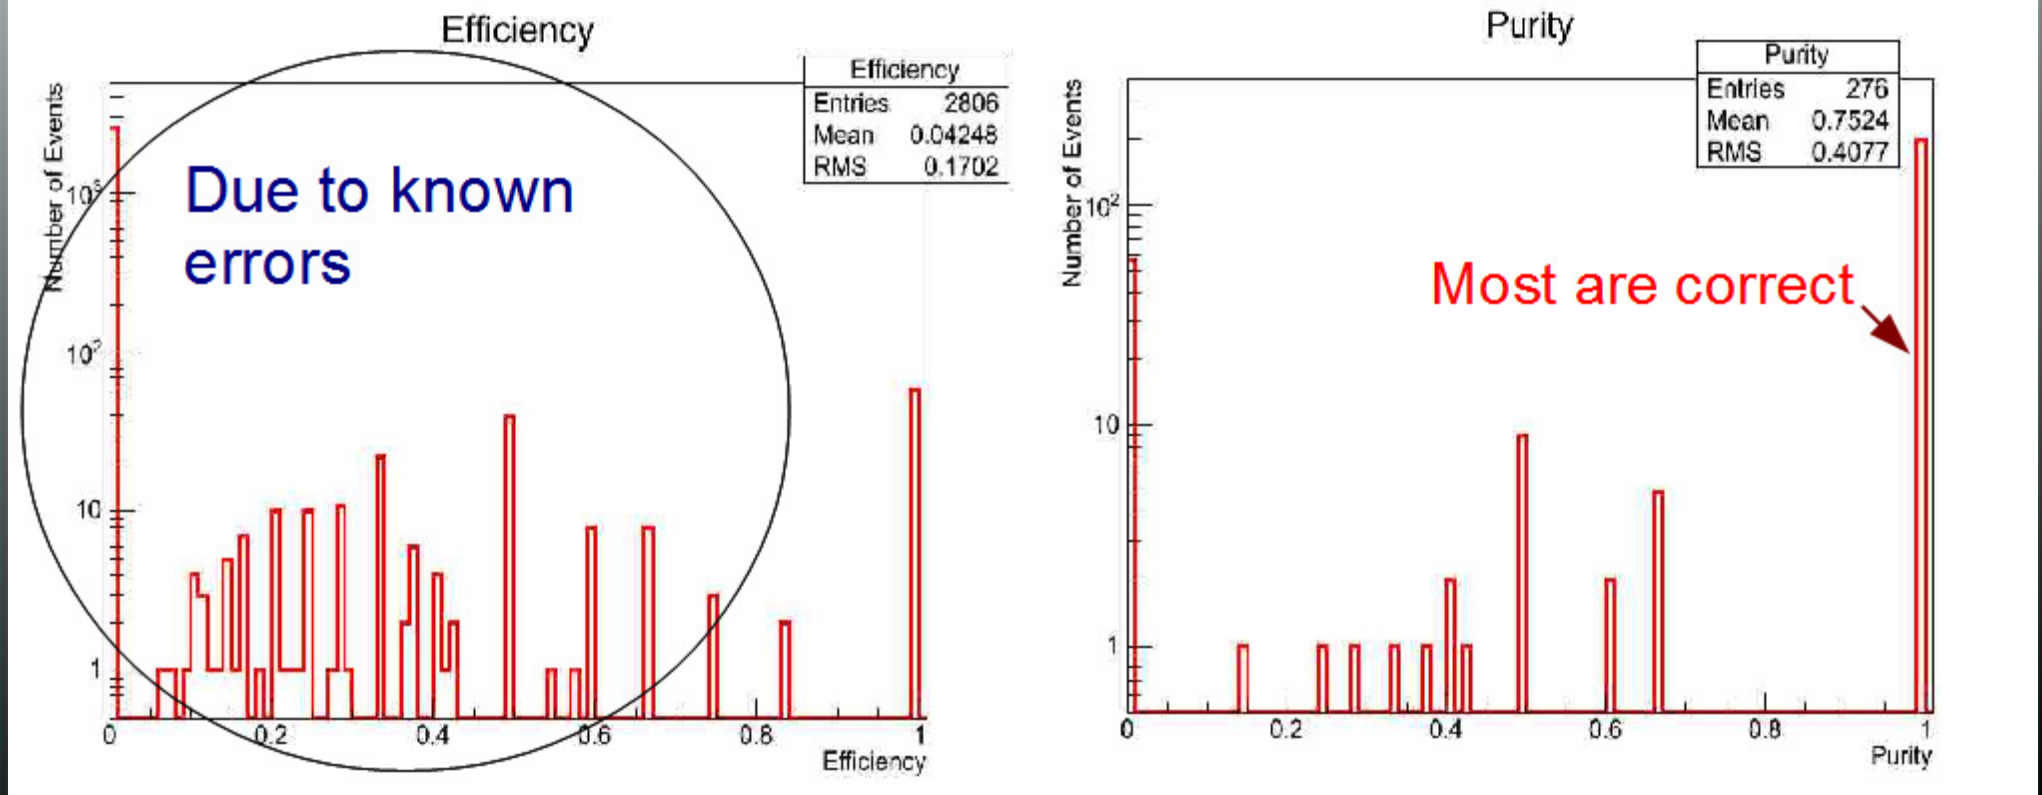 Efficiency
Efficiency
Entries 2806
Mean 0.04248
RMS 0.1702
Number of Events
10³
10²
10
1
Due to known
errors
0 0.2 0.4 0.6 0.8 1
Efficiency
Purity
Purity
Entries 276
Mean 0.7524
RMS 0.4077
Number of Events
10²
10
1
Most are correct
0 0.2 0.4 0.6 0.8 1
Purity